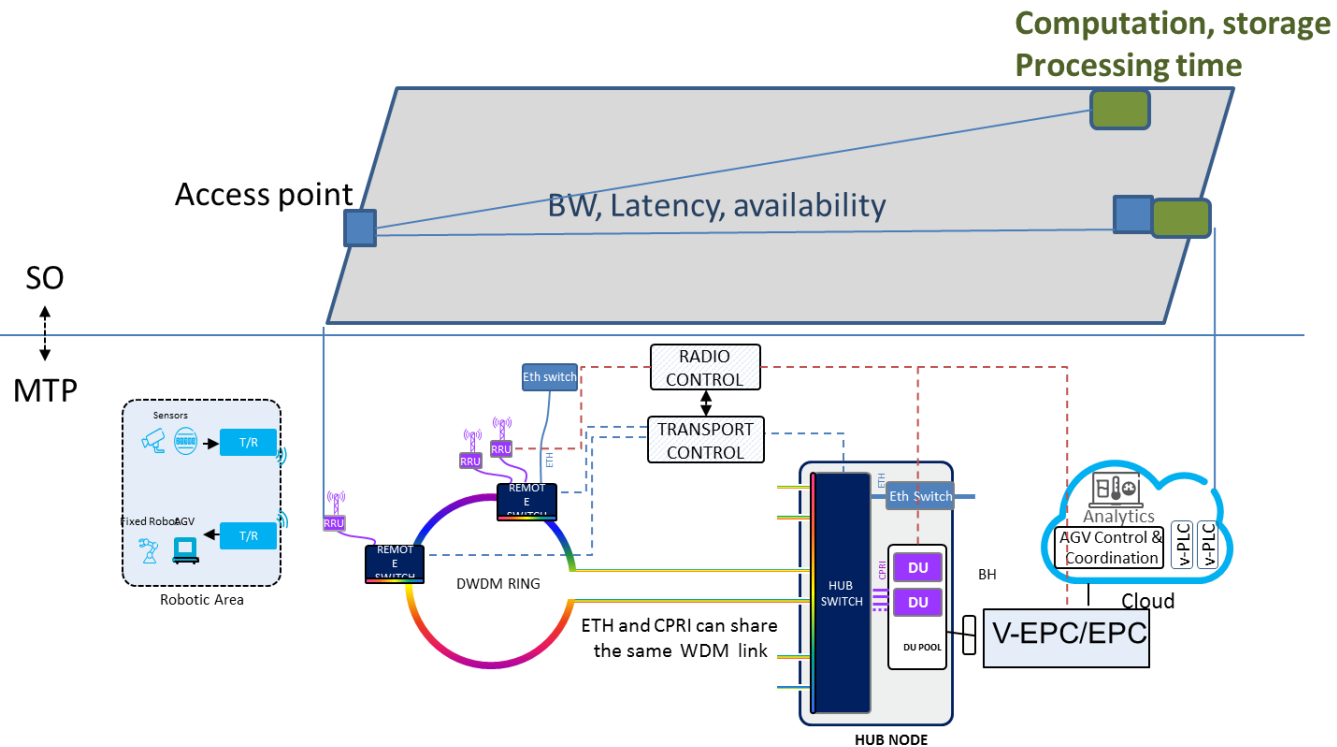 Computation, storage
Processing time
Access point
BW, Latency, availability
SO
MTP
RADIO
CONTROL
Eth switch
TRANSPORT
CONTROL
Sensors
T/R
Fixed Robot
AGV
T/R
Robotic Area
RRU
RRU
RRU
ETH
REMOT
E
SWITCH
REMOT
E
SWITCH
DWDM RING
ETH and CPRI can share
the same WDM link
HUB
SWITCH
ETH
Eth Switch
CPRI
DU
DU
DU POOL
HUB NODE
BH
V-EPC/EPC
Analytics
AGV Control &
Coordination
v-PLC
v-PLC
Cloud